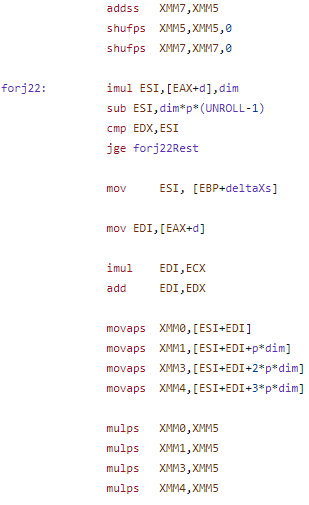 addss XMM7,XMM5
shufps XMM5,XMM5,0
shufps XMM7,XMM7,0
forj22: imul ESI,[EAX+d],dim
sub ESI,dim*p*(UNROLL-1)
cmp EDX,ESI
jge forj22Rest
mov ESI, [EBP+deltaXs]
mov EDI,[EAX+d]
imul EDI,ECX
add EDI,EDX
movaps XMM0,[ESI+EDI]
movaps XMM1,[ESI+EDI+p*dim]
movaps XMM3,[ESI+EDI+2*p*dim]
movaps XMM4,[ESI+EDI+3*p*dim]
mulps XMM0,XMM5
mulps XMM1,XMM5
mulps XMM3,XMM5
mulps XMM4,XMM5